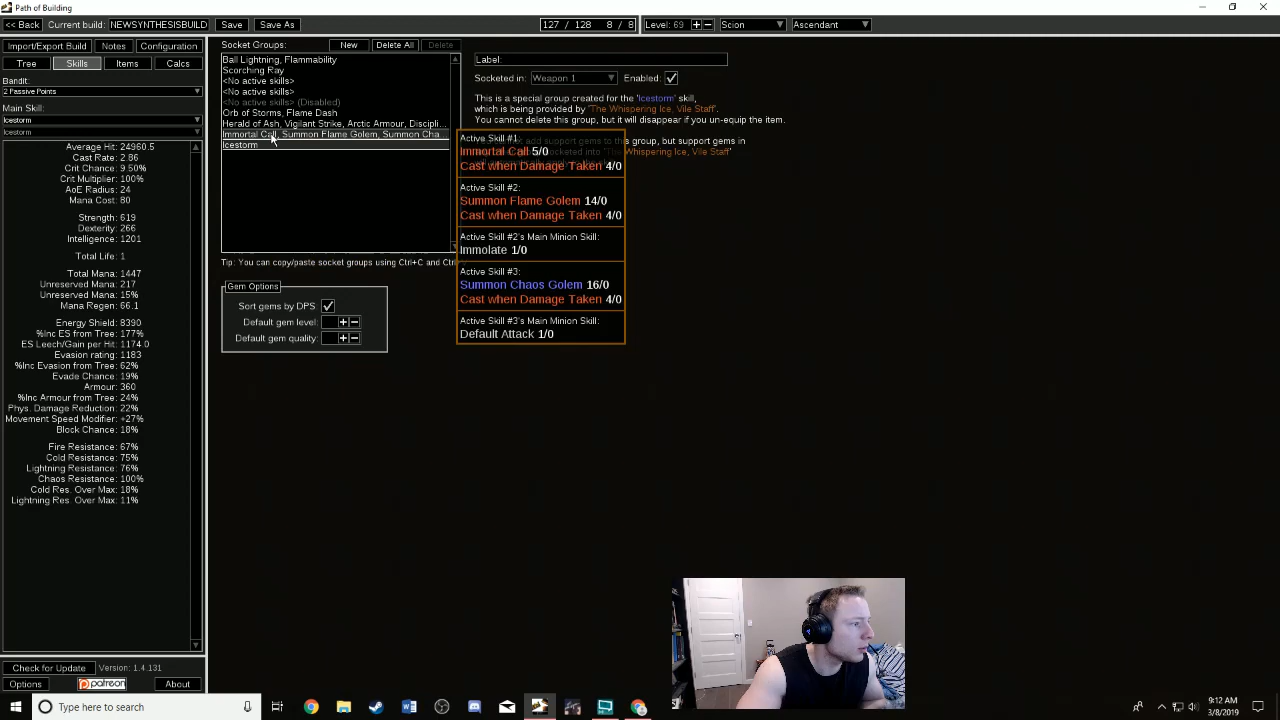 Path of Building
<< Back Current build: NEWSYNTHESISBUILD Save Save As 127 / 128 8 / 8 Level: 69 + - Scion Ascendant
Import/Export Build Notes Configuration
Tree Skills Items Calcs
Bandit:
2 Passive Points
Main Skill:
Icestorm
Icestorm
Average Hit: 24960.5
Cast Rate: 2.86
Crit Chance: 9.50%
Crit Multiplier: 100%
AoE Radius: 24
Mana Cost: 80
Strength: 619
Dexterity: 266
Intelligence: 1201
Total Life: 1
Total Mana: 1447
Unreserved Mana: 217
Unreserved Mana: 15%
Mana Regen: 66.1
Energy Shield: 8390
%Inc ES from Tree: 177%
ES Leech/Gain per Hit: 1174.0
Evasion rating: 1183
%Inc Evasion from Tree: 62%
Evade Chance: 19%
Armour: 360
%Inc Armour from Tree: 24%
Phys. Damage Reduction: 22%
Movement Speed Modifier: +27%
Block Chance: 18%
Fire Resistance: 67%
Cold Resistance: 75%
Lightning Resistance: 76%
Chaos Resistance: 100%
Cold Res. Over Max: 18%
Lightning Res. Over Max: 11%
Check for Update Version: 1.4.131
Options patreon About
Socket Groups: New Delete All Delete
Ball Lightning, Flammability
Scorching Ray
<No active skills>
<No active skills>
<No active skills> (Disabled)
Orb of Storms, Flame Dash
Herald of Ash, Vigilant Strike, Arctic Armour, Discipli...
Immortal Call, Summon Flame Golem, Summon Cha...
Icestorm
Tip: You can copy/paste socket groups using Ctrl+C and Ctrl
Gem Options
Sort gems by DPS:
Default gem level: + -
Default gem quality: + -
Label:
Socketed in: Weapon 1 Enabled:
This is a special group created for the 'Icestorm' skill,
which is being provided by 'The Whispering Ice, Vile Staff'.
You cannot delete this group, but it will disappear if you un-equip the item.
add support gems to this group, but support gems in
Whispering Ice, Vile Staff'
Active Skill #1:
Immortal Call 5/0
Cast when Damage Taken 4/0
Active Skill #2:
Summon Flame Golem 14/0
Cast when Damage Taken 4/0
Active Skill #2's Main Minion Skill:
Immolate 1/0
Active Skill #3:
Summon Chaos Golem 16/0
Cast when Damage Taken 4/0
Active Skill #3's Main Minion Skill:
Default Attack 1/0
Type here to search
9:12 AM
3/8/2019